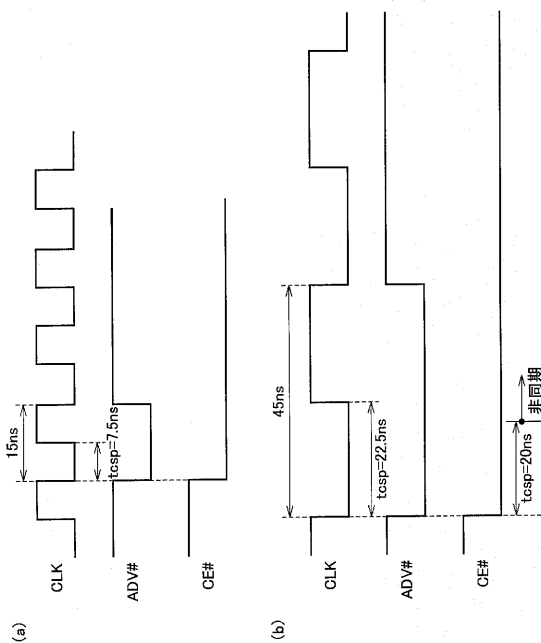 (a)
15ns
CLK
tcsp=7.5ns
ADV#
CE#
(b)
45ns
CLK
tcsp=22.5ns
ADV#
CE#
tcsp=20ns
非同期